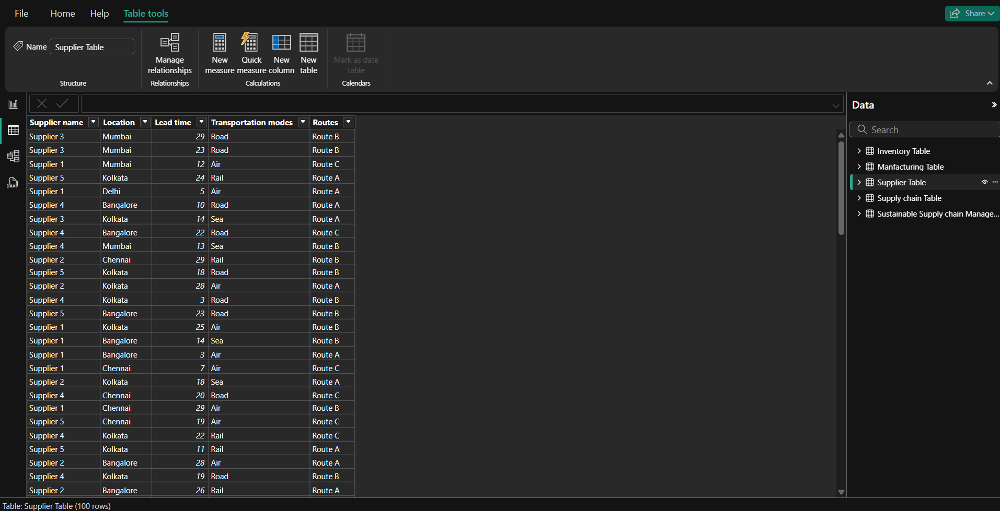 File Home Help Table tools Share
Name Supplier Table
Manage relationships
New measure
Quick measure
New column
New table
Mark as date table
Structure Relationships Calculations Calendars
Data
Search
Inventory Table
Manfacturing Table
Supplier Table
Supply chain Table
Sustainable Supply chain Manage...
DAX
Supplier name Location Lead time Transportation modes Routes
Supplier 3 Mumbai 29 Road Route B
Supplier 3 Mumbai 23 Road Route B
Supplier 1 Mumbai 12 Air Route C
Supplier 5 Kolkata 24 Rail Route A
Supplier 1 Delhi 5 Air Route A
Supplier 4 Bangalore 10 Road Route A
Supplier 3 Kolkata 14 Sea Route A
Supplier 4 Bangalore 22 Road Route C
Supplier 4 Mumbai 13 Sea Route B
Supplier 2 Chennai 29 Rail Route B
Supplier 5 Kolkata 18 Road Route B
Supplier 2 Kolkata 28 Air Route A
Supplier 4 Kolkata 3 Road Route B
Supplier 5 Bangalore 23 Road Route B
Supplier 1 Kolkata 25 Air Route B
Supplier 1 Bangalore 14 Sea Route B
Supplier 1 Bangalore 3 Air Route A
Supplier 1 Chennai 7 Air Route C
Supplier 2 Kolkata 18 Sea Route A
Supplier 4 Chennai 20 Road Route C
Supplier 1 Chennai 29 Air Route B
Supplier 5 Chennai 19 Air Route C
Supplier 4 Kolkata 22 Rail Route C
Supplier 5 Kolkata 11 Rail Route A
Supplier 2 Bangalore 28 Air Route A
Supplier 4 Kolkata 19 Road Route B
Supplier 2 Bangalore 26 Rail Route A
Table: Supplier Table (100 rows)